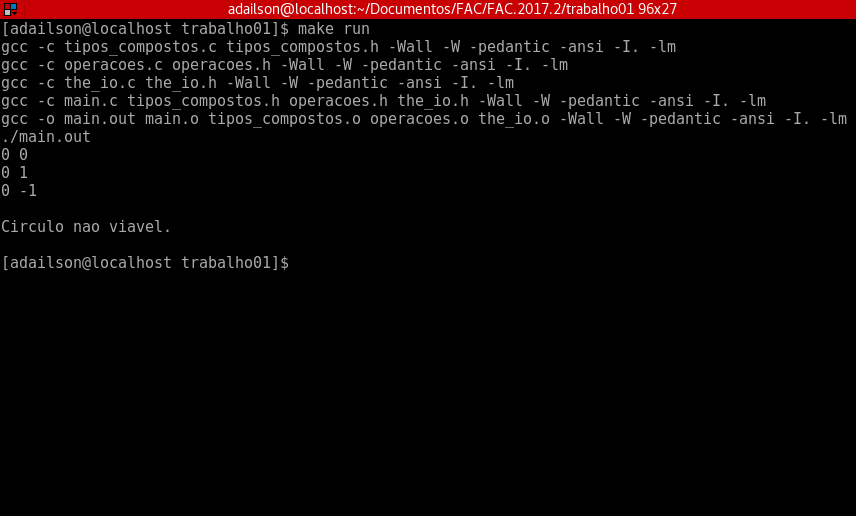 adailson@localhost:~/Documentos/FAC/FAC.2017.2/trabalho01 96x27
[adailson@localhost trabalho01]$ make run
gcc -c tipos_compostos.c tipos_compostos.h -Wall -W -pedantic -ansi -I. -lm
gcc -c operacoes.c operacoes.h -Wall -W -pedantic -ansi -I. -lm
gcc -c the_io.c the_io.h -Wall -W -pedantic -ansi -I. -lm
gcc -c main.c tipos_compostos.h operacoes.h the_io.h -Wall -W -pedantic -ansi -I. -lm
gcc -o main.out main.o tipos_compostos.o operacoes.o the_io.o -Wall -W -pedantic -ansi -I. -lm
./main.out
0 0
0 1
0 -1
Circulo nao viavel.
[adailson@localhost trabalho01]$